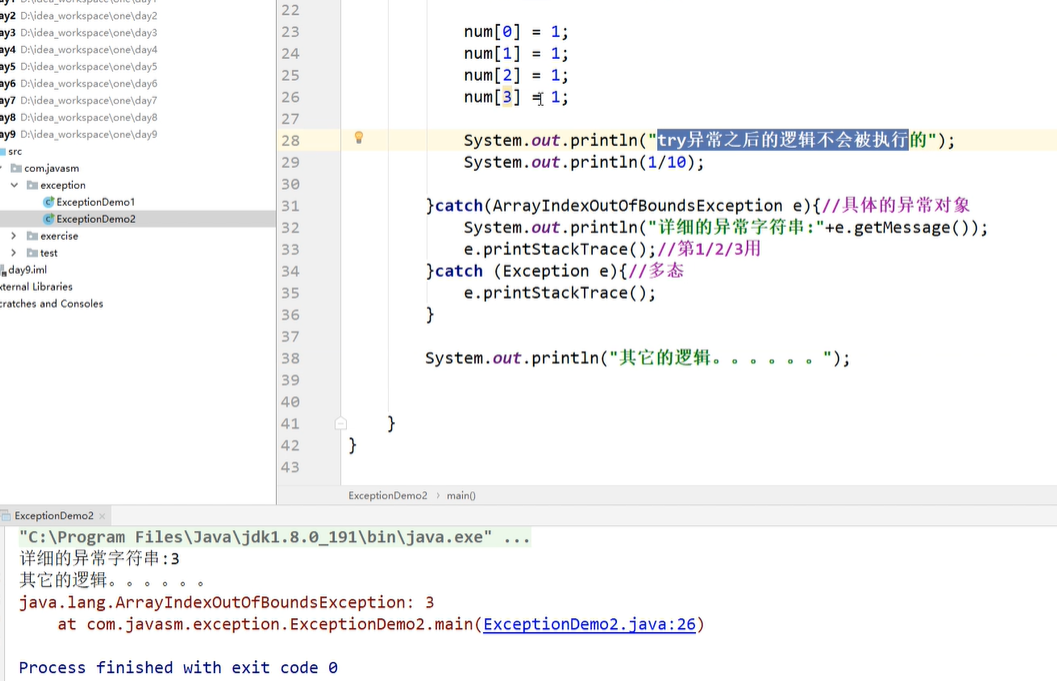 ay2 D:\idea_workspace\one\day2
ay3 D:\idea_workspace\one\day3
ay4 D:\idea_workspace\one\day4
ay5 D:\idea_workspace\one\day5
ay6 D:\idea_workspace\one\day6
ay7 D:\idea_workspace\one\day7
ay8 D:\idea_workspace\one\day8
ay9 D:\idea_workspace\one\day9
src
com.javasm
exception
ExceptionDemo1
ExceptionDemo2
exercise
test
day9.iml
xternal Libraries
cratches and Consoles
22
23 num[0] = 1;
24 num[1] = 1;
25 num[2] = 1;
26 num[3] = 1;
27
28 System.out.println("try异常之后的逻辑不会被执行的");
29 System.out.println(1/10);
30
31 }catch(ArrayIndexOutOfBoundsException e){//具体的异常对象
32 System.out.println("详细的异常字符串:"+e.getMessage());
33 e.printStackTrace();//第1/2/3用
34 }catch (Exception e){//多态
35 e.printStackTrace();
36 }
37
38 System.out.println("其它的逻辑。。。。。。");
39
40
41 }
42 }
43
ExceptionDemo2 › main()
ExceptionDemo2 ×
"C:\Program Files\Java\jdk1.8.0_191\bin\java.exe" ...
详细的异常字符串:3
其它的逻辑。。。。。。
java.lang.ArrayIndexOutOfBoundsException: 3
at com.javasm.exception.ExceptionDemo2.main(ExceptionDemo2.java:26)
Process finished with exit code 0